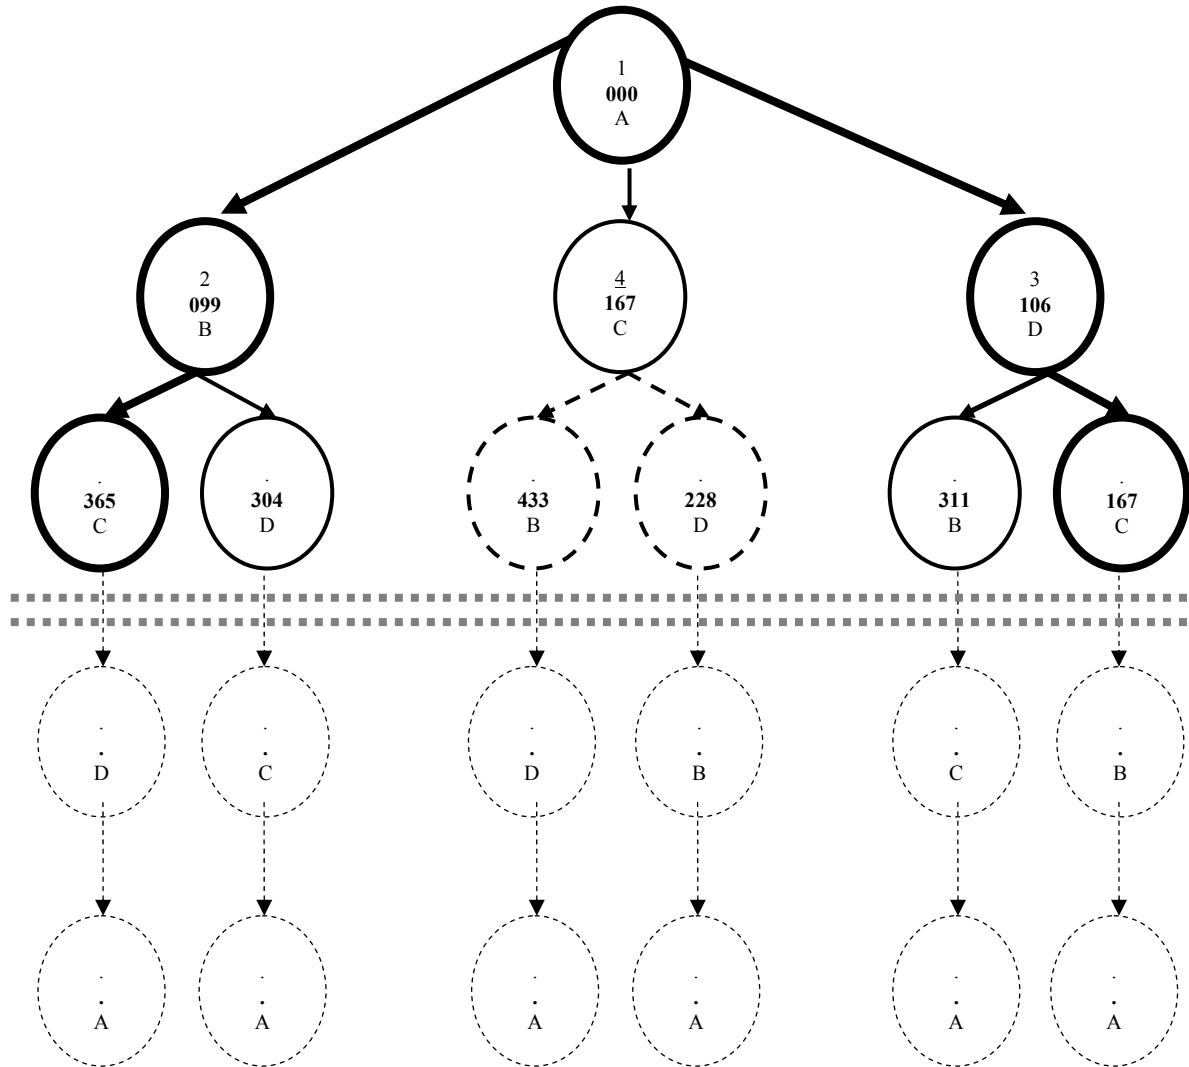 1
000
A
2
099
B
4
167
C
3
106
D
.
365
C
.
304
D
.
433
B
.
228
D
.
311
B
.
167
C
.
.
D
.
.
C
.
.
D
.
.
B
.
.
C
.
.
B
.
.
A
.
.
A
.
.
A
.
.
A
.
.
A
.
.
A